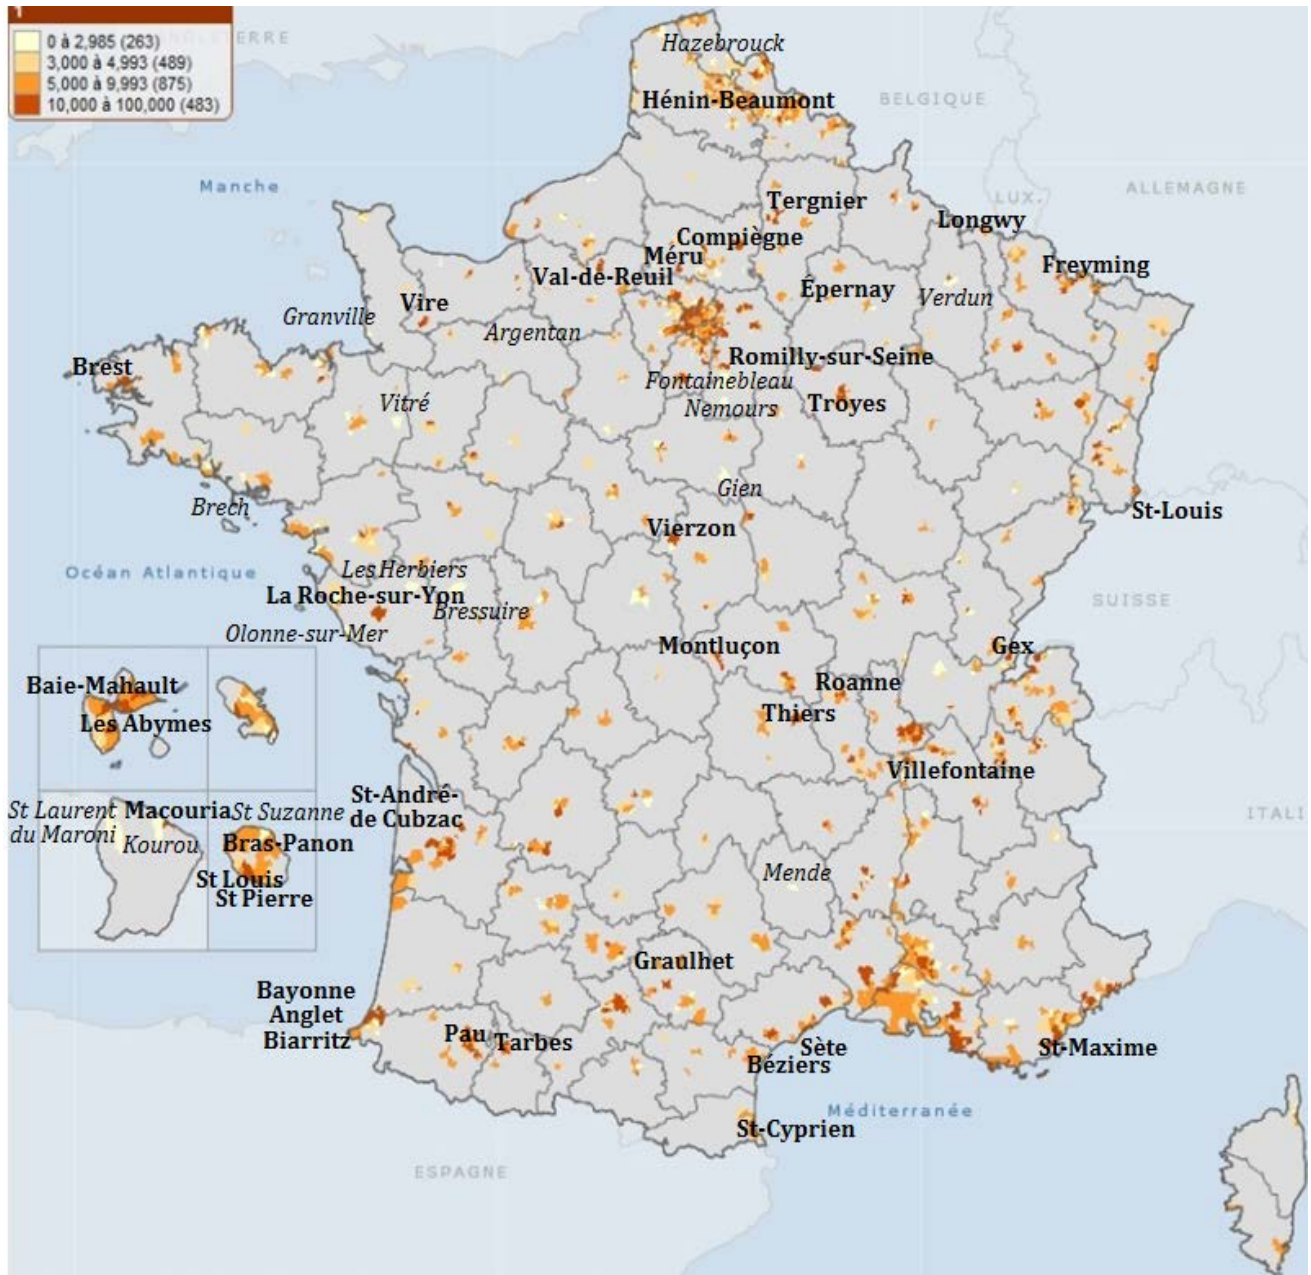 1
0 à 2,985 (263)
3,000 à 4,993 (489)
5,000 à 9,993 (875)
10,000 à 100,000 (483)
Hazebrouck
Hénin-Beaumont
BELGIQUE
Manche
LUX.
ALLEMAGNE
Tergnier
Longwy
Compiègne
Méru
Val-de-Reuil
Freyming
Épernay
Verdun
Vire
Granville
Argentan
Brest
Romilly-sur-Seine
Fontainebleau
Nemours
Troyes
Vitré
Gien
Brech
St-Louis
Vierzon
Océan Atlantique
Les Herbiers
La Roche-sur-Yon
Bressuire
SUISSE
Olonne-sur-Mer
Montluçon
Gex
Baie-Mahault
Roanne
Les Abymes
Thiers
Villefontaine
St-André-
de Cubzac
St Laurent
du Maroni
Macouria
St Suzanne
Kourou
Bras-Panon
ITALI
Mende
St Louis
St Pierre
Graulhet
Bayonne
Anglet
Biarritz
Pau
Tarbes
Sète
Béziers
St-Maxime
Méditerranée
St-Cyprien
ESPAGNE